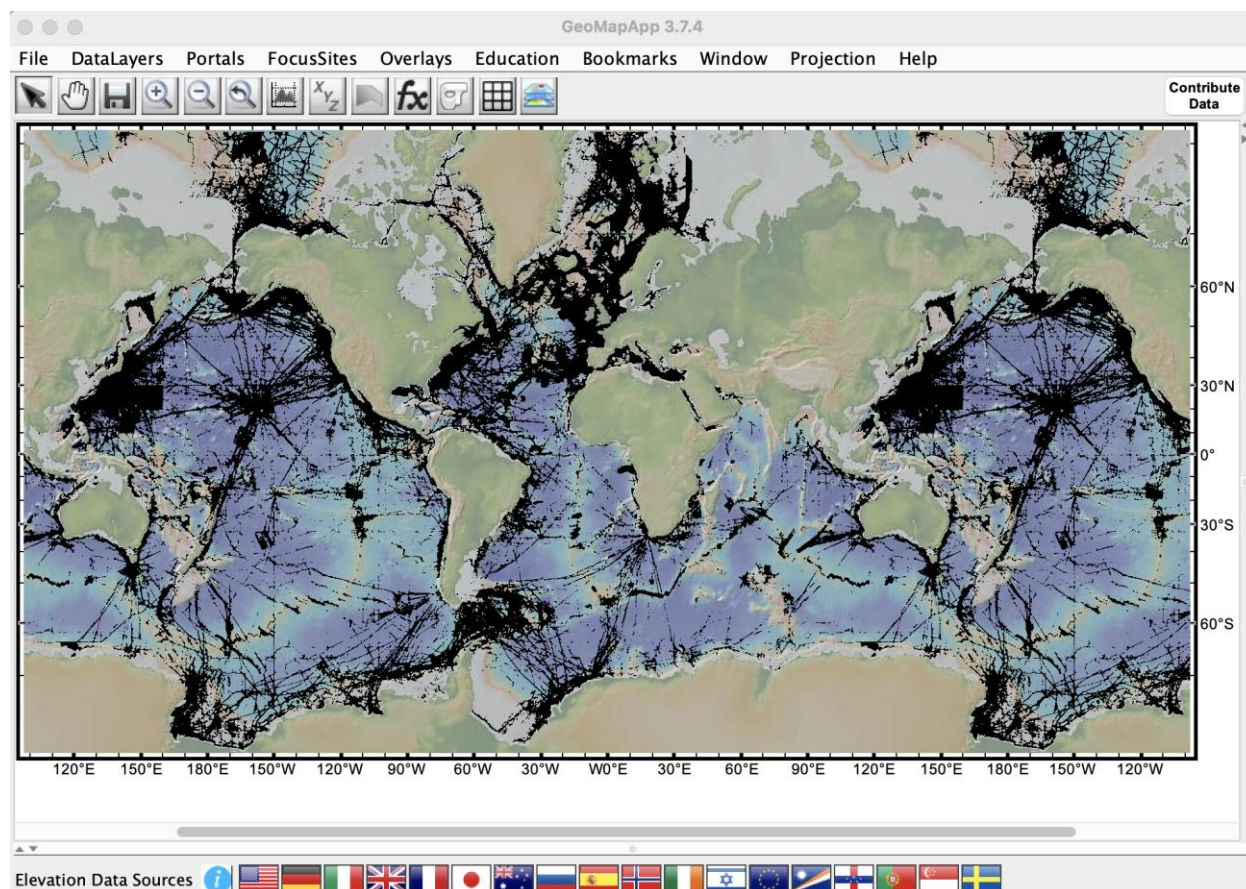 GeoMapApp 3.7.4
File DataLayers Portals FocusSites Overlays Education Bookmarks Window Projection Help
XYZ fx Contribute
Data
60°N
30°N
0°
30°S
60°S
120°E 150°E 180°E 150°W 120°W 90°W 60°W 30°W W0°E 30°E 60°E 90°E 120°E 150°E 180°E 150°W 120°W
Elevation Data Sources i